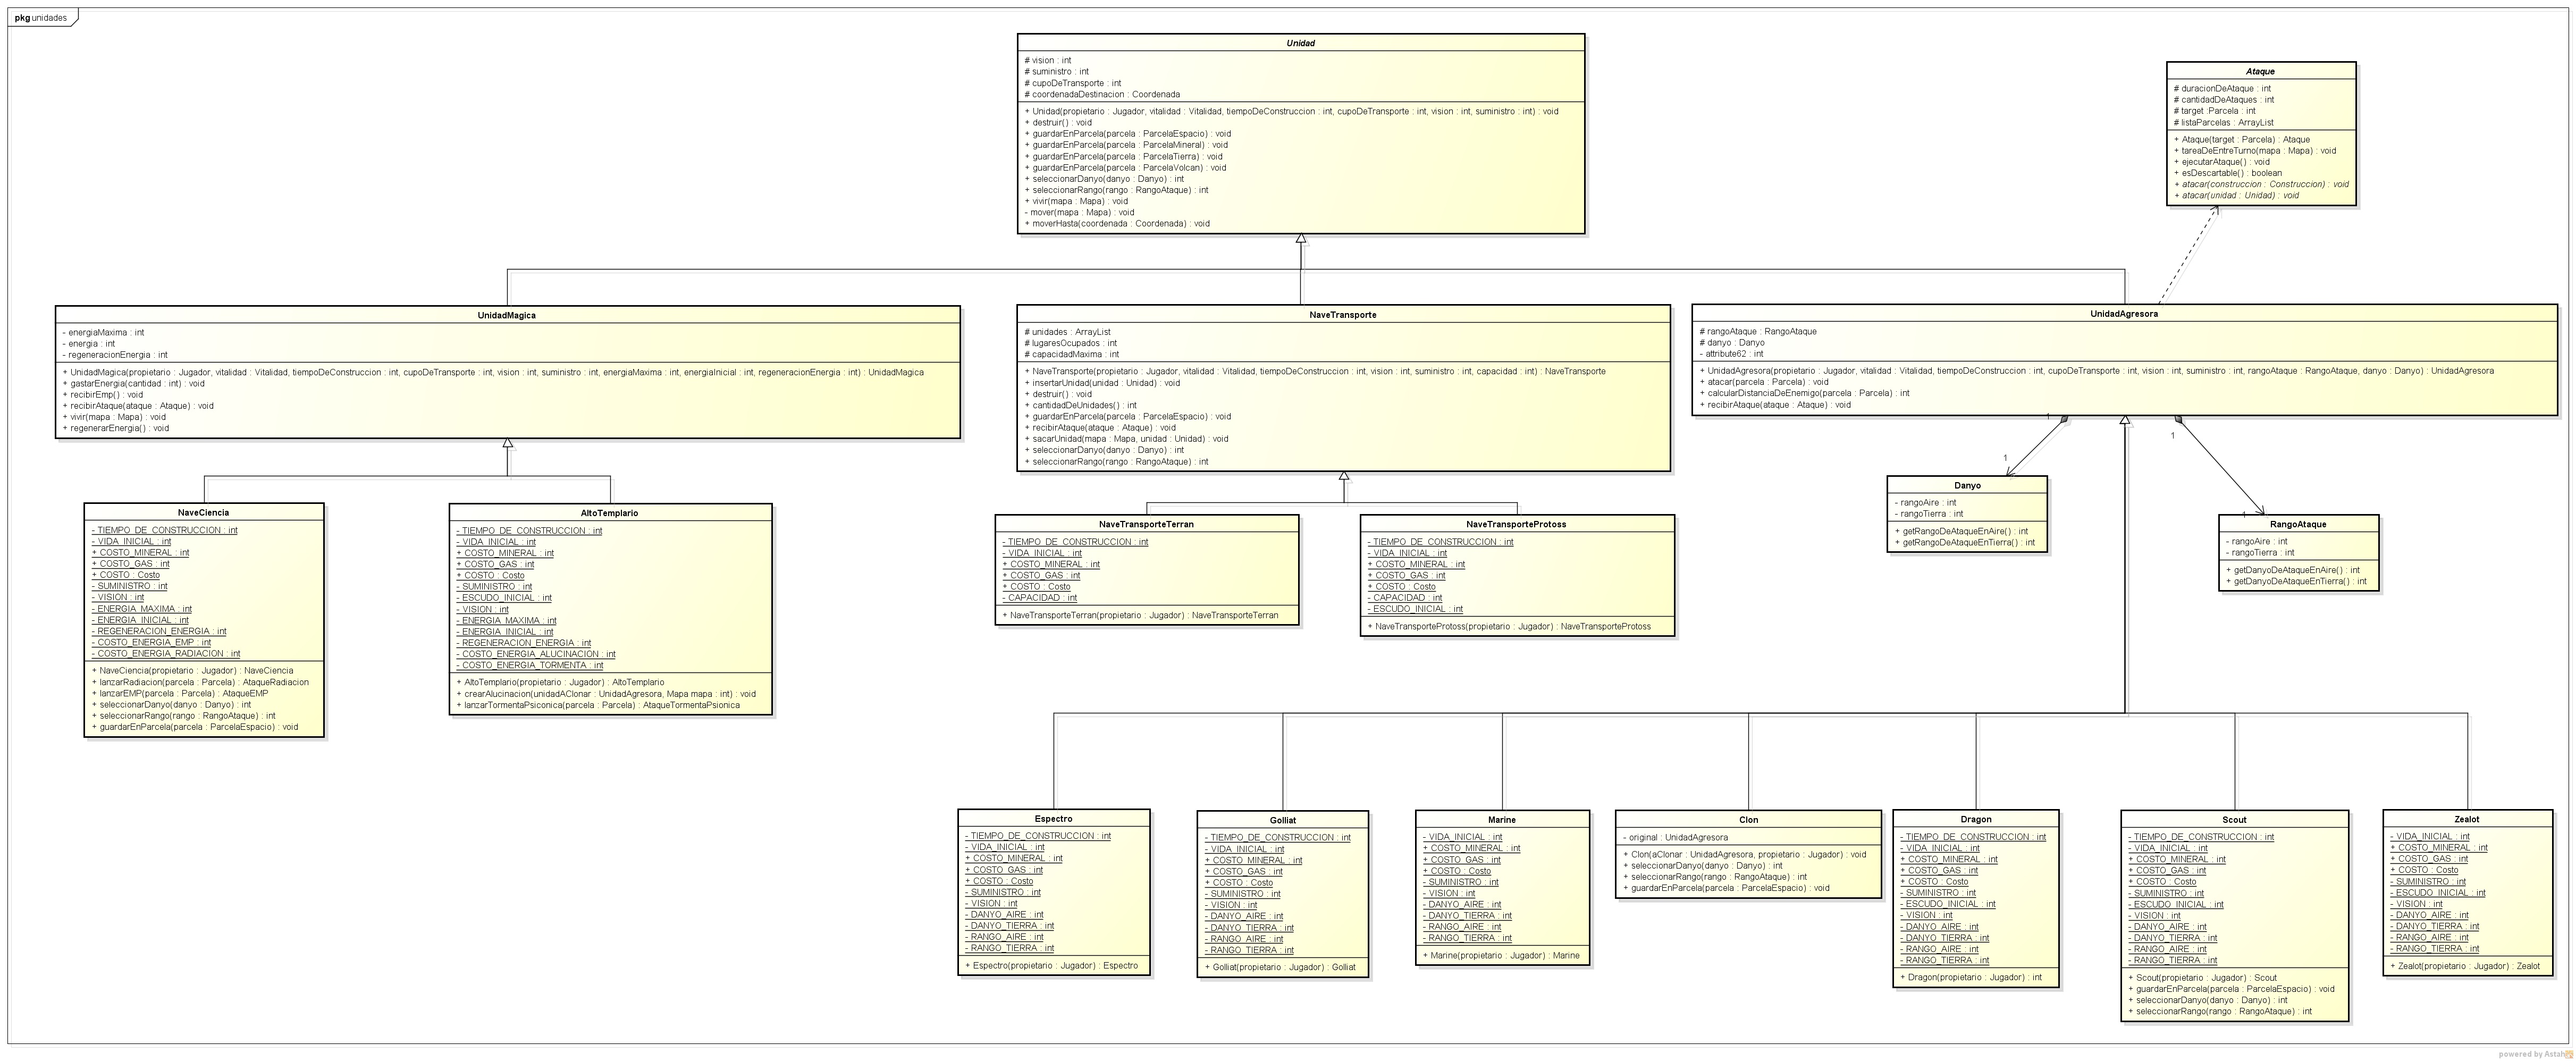 pkg unidades
Unidad
# vision : int
# suministro : int
# cupoDeTransporte : int
# coordenadaDestinacion : Coordenada
+ Unidad(propietario : Jugador, vitalidad : Vitalidad, tiempoDeConstruccion : int, cupoDeTransporte : int, vision : int, suministro : int) : void
+ destruir() : void
+ guardarEnParcela(parcela : ParcelaEspacio) : void
+ guardarEnParcela(parcela : ParcelaMineral) : void
+ guardarEnParcela(parcela : ParcelaTierra) : void
+ guardarEnParcela(parcela : ParcelaVolcan) : void
+ seleccionarDanyo(danyo : Danyo) : int
+ seleccionarRango(rango : RangoAtaque) : int
+ vivir(mapa : Mapa) : void
- mover(mapa : Mapa) : void
+ moverHasta(coordenada : Coordenada) : void
Ataque
# duracionDeAtaque : int
# cantidadDeAtaques : int
# target :Parcela : int
# listaParcelas : ArrayList
+ Ataque(target : Parcela) : Ataque
+ tareaDeEntreTurno(mapa : Mapa) : void
+ ejecutarAtaque() : void
+ esDescartable() : boolean
+ atacar(construccion : Construccion) : void
+ atacar(unidad : Unidad) : void
UnidadMagica
- energiaMaxima : int
- energia : int
- regeneracionEnergia : int
+ UnidadMagica(propietario : Jugador, vitalidad : Vitalidad, tiempoDeConstruccion : int, cupoDeTransporte : int, vision : int, suministro : int, energiaMaxima : int, energiaInicial : int, regeneracionEnergia : int) : UnidadMagica
+ gastarEnergia(cantidad : int) : void
+ recibirEmp() : void
+ recibirAtaque(ataque : Ataque) : void
+ vivir(mapa : Mapa) : void
+ regenerarEnergia() : void
NaveTransporte
# unidades : ArrayList
# lugaresOcupados : int
# capacidadMaxima : int
+ NaveTransporte(propietario : Jugador, vitalidad : Vitalidad, tiempoDeConstruccion : int, vision : int, suministro : int, capacidad : int) : NaveTransporte
+ insertarUnidad(unidad : Unidad) : void
+ destruir() : void
+ cantidadDeUnidades() : int
+ guardarEnParcela(parcela : ParcelaEspacio) : void
+ recibirAtaque(ataque : Ataque) : void
+ sacarUnidad(mapa : Mapa, unidad : Unidad) : void
+ seleccionarDanyo(danyo : Danyo) : int
+ seleccionarRango(rango : RangoAtaque) : int
UnidadAgresora
# rangoAtaque : RangoAtaque
# danyo : Danyo
- attribute62 : int
+ UnidadAgresora(propietario : Jugador, vitalidad : Vitalidad, tiempoDeConstruccion : int, cupoDeTransporte : int, vision : int, suministro : int, rangoAtaque : RangoAtaque, danyo : Danyo) : UnidadAgresora
+ atacar(parcela : Parcela) : void
+ calcularDistanciaDeEnemigo(parcela : Parcela) : int
+ recibirAtaque(ataque : Ataque) : void
1
1
1
1
Danyo
- rangoAire : int
- rangoTierra : int
+ getRangoDeAtaqueEnAire() : int
+ getRangoDeAtaqueEnTierra() : int
RangoAtaque
- rangoAire : int
- rangoTierra : int
+ getDanyoDeAtaqueEnAire() : int
+ getDanyoDeAtaqueEnTierra() : int
NaveCiencia
- TIEMPO_DE_CONSTRUCCION : int
- VIDA_INICIAL : int
+ COSTO_MINERAL : int
+ COSTO_GAS : int
+ COSTO : Costo
- SUMINISTRO : int
- VISION : int
- ENERGIA_MAXIMA : int
- ENERGIA_INICIAL : int
- REGENERACION_ENERGIA : int
- COSTO_ENERGIA_EMP : int
- COSTO_ENERGIA_RADIACION : int
+ NaveCiencia(propietario : Jugador) : NaveCiencia
+ lanzarRadiacion(parcela : Parcela) : AtaqueRadiacion
+ lanzarEMP(parcela : Parcela) : AtaqueEMP
+ seleccionarDanyo(danyo : Danyo) : int
+ seleccionarRango(rango : RangoAtaque) : int
+ guardarEnParcela(parcela : ParcelaEspacio) : void
AltoTemplario
- TIEMPO_DE_CONSTRUCCION : int
- VIDA_INICIAL : int
+ COSTO_MINERAL : int
+ COSTO_GAS : int
+ COSTO : Costo
- SUMINISTRO : int
- ESCUDO_INICIAL : int
- VISION : int
- ENERGIA_MAXIMA : int
- ENERGIA_INICIAL : int
- REGENERACION_ENERGIA : int
- COSTO_ENERGIA_ALUCINACION : int
- COSTO_ENERGIA_TORMENTA : int
+ AltoTemplario(propietario : Jugador) : AltoTemplario
+ crearAlucinacion(unidadAClonar : UnidadAgresora, Mapa mapa : int) : void
+ lanzarTormentaPsiconica(parcela : Parcela) : AtaqueTormentaPsionica
NaveTransporteTerran
- TIEMPO_DE_CONSTRUCCION : int
- VIDA_INICIAL : int
+ COSTO_MINERAL : int
+ COSTO_GAS : int
+ COSTO : Costo
- CAPACIDAD : int
+ NaveTransporteTerran(propietario : Jugador) : NaveTransporteTerran
NaveTransporteProtoss
- TIEMPO_DE_CONSTRUCCION : int
- VIDA_INICIAL : int
+ COSTO_MINERAL : int
+ COSTO_GAS : int
+ COSTO : Costo
- CAPACIDAD : int
- ESCUDO_INICIAL : int
+ NaveTransporteProtoss(propietario : Jugador) : NaveTransporteProtoss
Espectro
- TIEMPO_DE_CONSTRUCCION : int
- VIDA_INICIAL : int
+ COSTO_MINERAL : int
+ COSTO_GAS : int
+ COSTO : Costo
- SUMINISTRO : int
- VISION : int
- DANYO_AIRE : int
- DANYO_TIERRA : int
- RANGO_AIRE : int
- RANGO_TIERRA : int
+ Espectro(propietario : Jugador) : Espectro
Golliat
- TIEMPO_DE_CONSTRUCCION : int
- VIDA_INICIAL : int
+ COSTO_MINERAL : int
+ COSTO_GAS : int
+ COSTO : Costo
- SUMINISTRO : int
- VISION : int
- DANYO_AIRE : int
- DANYO_TIERRA : int
- RANGO_AIRE : int
- RANGO_TIERRA : int
+ Golliat(propietario : Jugador) : Golliat
Marine
- VIDA_INICIAL : int
+ COSTO_MINERAL : int
+ COSTO_GAS : int
+ COSTO : Costo
- SUMINISTRO : int
- VISION : int
- DANYO_AIRE : int
- DANYO_TIERRA : int
- RANGO_AIRE : int
- RANGO_TIERRA : int
+ Marine(propietario : Jugador) : Marine
Clon
- original : UnidadAgresora
+ Clon(aClonar : UnidadAgresora, propietario : Jugador) : void
+ seleccionarDanyo(danyo : Danyo) : int
+ seleccionarRango(rango : RangoAtaque) : int
+ guardarEnParcela(parcela : ParcelaEspacio) : void
Dragon
- TIEMPO_DE_CONSTRUCCION : int
- VIDA_INICIAL : int
+ COSTO_MINERAL : int
+ COSTO_GAS : int
+ COSTO : Costo
- SUMINISTRO : int
- ESCUDO_INICIAL : int
- VISION : int
- DANYO_AIRE : int
- DANYO_TIERRA : int
- RANGO_AIRE : int
- RANGO_TIERRA : int
+ Dragon(propietario : Jugador) : int
Scout
- TIEMPO_DE_CONSTRUCCION : int
- VIDA_INICIAL : int
+ COSTO_MINERAL : int
+ COSTO_GAS : int
+ COSTO : Costo
- SUMINISTRO : int
- ESCUDO_INICIAL : int
- VISION : int
- DANYO_AIRE : int
- DANYO_TIERRA : int
- RANGO_AIRE : int
- RANGO_TIERRA : int
+ Scout(propietario : Jugador) : Scout
+ guardarEnParcela(parcela : ParcelaEspacio) : void
+ seleccionarDanyo(danyo : Danyo) : int
+ seleccionarRango(rango : RangoAtaque) : int
Zealot
- VIDA_INICIAL : int
+ COSTO_MINERAL : int
+ COSTO_GAS : int
+ COSTO : Costo
- SUMINISTRO : int
- ESCUDO_INICIAL : int
- VISION : int
- DANYO_AIRE : int
- DANYO_TIERRA : int
- RANGO_AIRE : int
- RANGO_TIERRA : int
+ Zealot(propietario : Jugador) : Zealot
powered by Astah